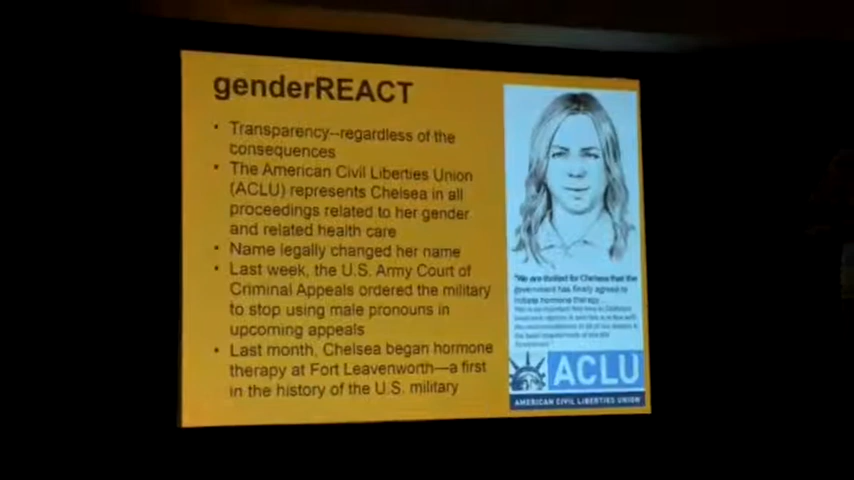 genderREACT
• Transparency--regardless of the
consequences
• The American Civil Liberties Union
(ACLU) represents Chelsea in all
proceedings related to her gender
and related health care
• Name legally changed her name
• Last week, the U.S. Army Court of
Criminal Appeals ordered the military
to stop using male pronouns in
upcoming appeals
• Last month, Chelsea began hormone
therapy at Fort Leavenworth—a first
in the history of the U.S. military
"We are thrilled for Chelsea that the
government has finally agreed to
initiate hormone therapy...
ACLU
AMERICAN CIVIL LIBERTIES UNION